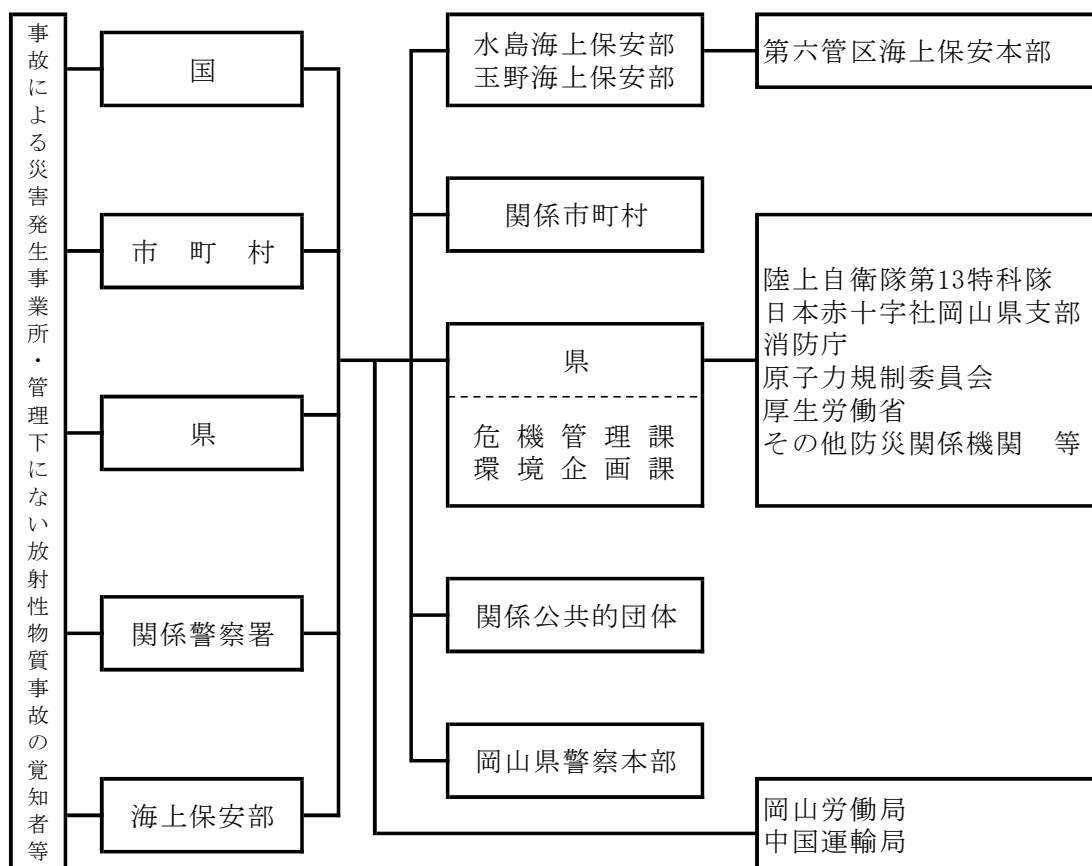 事故による災害発生事業所・管理下にない放射性物質事故の覚知者等
国
市　町　村
県
関係警察署
海上保安部
水島海上保安部
玉野海上保安部
関係市町村
県
危機管理課
環境企画課
関係公共的団体
岡山県警察本部
第六管区海上保安本部
陸上自衛隊第13特科隊
日本赤十字社岡山県支部
消防庁
原子力規制委員会
厚生労働省
その他防災関係機関　等
岡山労働局
中国運輸局